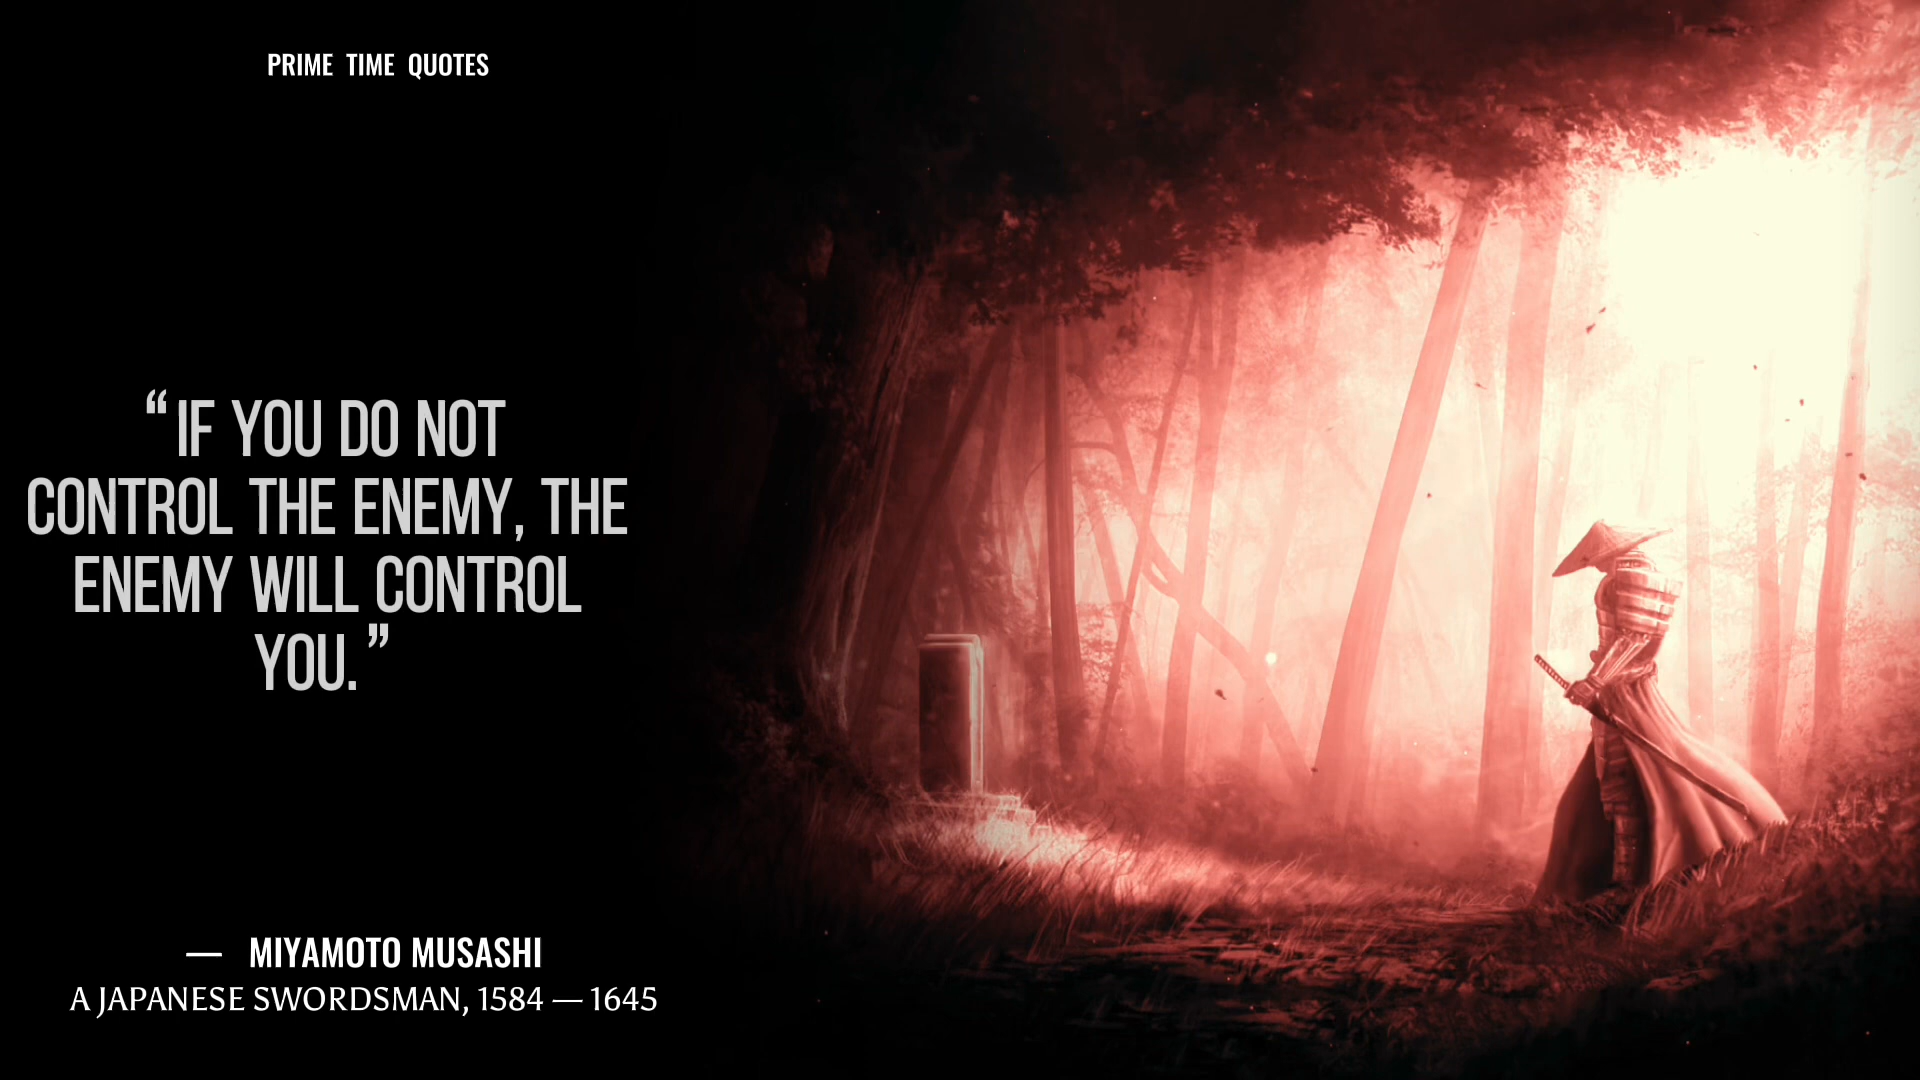 PRIME TIME QUOTES
“IF YOU DO NOT
CONTROL THE ENEMY, THE
ENEMY WILL CONTROL
YOU.”
— MIYAMOTO MUSASHI
A JAPANESE SWORDSMAN, 1584 — 1645